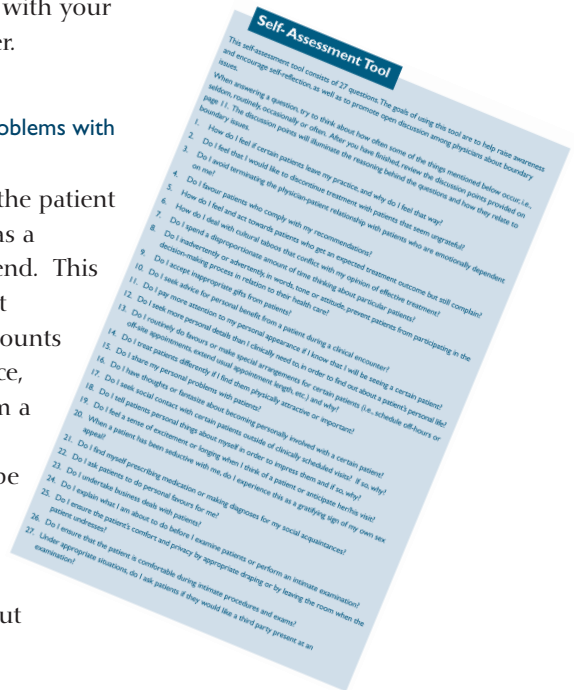 with your
er.
oblems with
the patient
ns a
end. This
t
ounts
ce,
m a
be
ut
Self-Assessment Tool
This self-assessment tool consists of 27 questions. The goals of using this tool are to help raise awareness
and encourage self-reflection, as well as to promote open discussion among physicians about boundary
issues.
When answering a question, try to think about how often some of the things mentioned below occur, i.e.,
seldom, routinely, occasionally or often. After you have finished, review the discussion points provided on
page 11. The discussion points will illuminate the reasoning behind the questions and how they relate to
boundary issues.
1. How do I feel if certain patients leave my practice, and why do I feel that way?
2. Do I feel that I would like to discontinue treatment with patients that seem ungrateful?
3. Do I avoid terminating the physician-patient relationship with patients who are emotionally dependent
on me?
4. Do I favour patients who comply with my recommendations?
5. How do I feel and act towards patients who get an expected treatment outcome but still complain?
6. How do I deal with cultural taboos that conflict with my opinion of effective treatment?
7. Do I spend a disproportionate amount of time thinking about particular patients?
8. Do I inadvertently or advertently, in words, tone or attitude, prevent patients from participating in the
decision-making process in relation to their health care?
9. Do I accept inappropriate gifts from patients?
10. Do I seek advice for personal benefit from a patient during a clinical encounter?
11. Do I pay more attention to my personal appearance if I know that I will be seeing a certain patient?
12. Do I seek more personal details than I clinically need to, in order to find out about a patient's personal life?
13. Do I routinely do favours or make special arrangements for certain patients (i.e., schedule off-hours or
off-site appointments, extend usual appointment length, etc.) and why?
14. Do I treat patients differently if I find them physically attractive or important?
15. Do I share my personal problems with patients?
16. Do I have thoughts or fantasize about becoming personally involved with a certain patient?
17. Do I seek social contact with certain patients outside of clinically scheduled visits? If so, why?
18. Do I tell patients personal things about myself in order to impress them and if so, why?
19. Do I feel a sense of excitement or longing when I think of a patient or anticipate her/his visit?
20. When a patient has been seductive with me, do I experience this as a gratifying sign of my own sex
appeal?
21. Do I find myself prescribing medication or making diagnoses for my social acquaintances?
22. Do I ask patients to do personal favours for me?
23. Do I undertake business deals with patients?
24. Do I explain what I am about to do before I examine patients or perform an intimate examination?
25. Do I ensure the patient's comfort and privacy by appropriate draping or by leaving the room when the
patient undresses?
26. Do I ensure that the patient is comfortable during intimate procedures and exams?
27. Under appropriate situations, do I ask patients if they would like a third party present at an
examination?